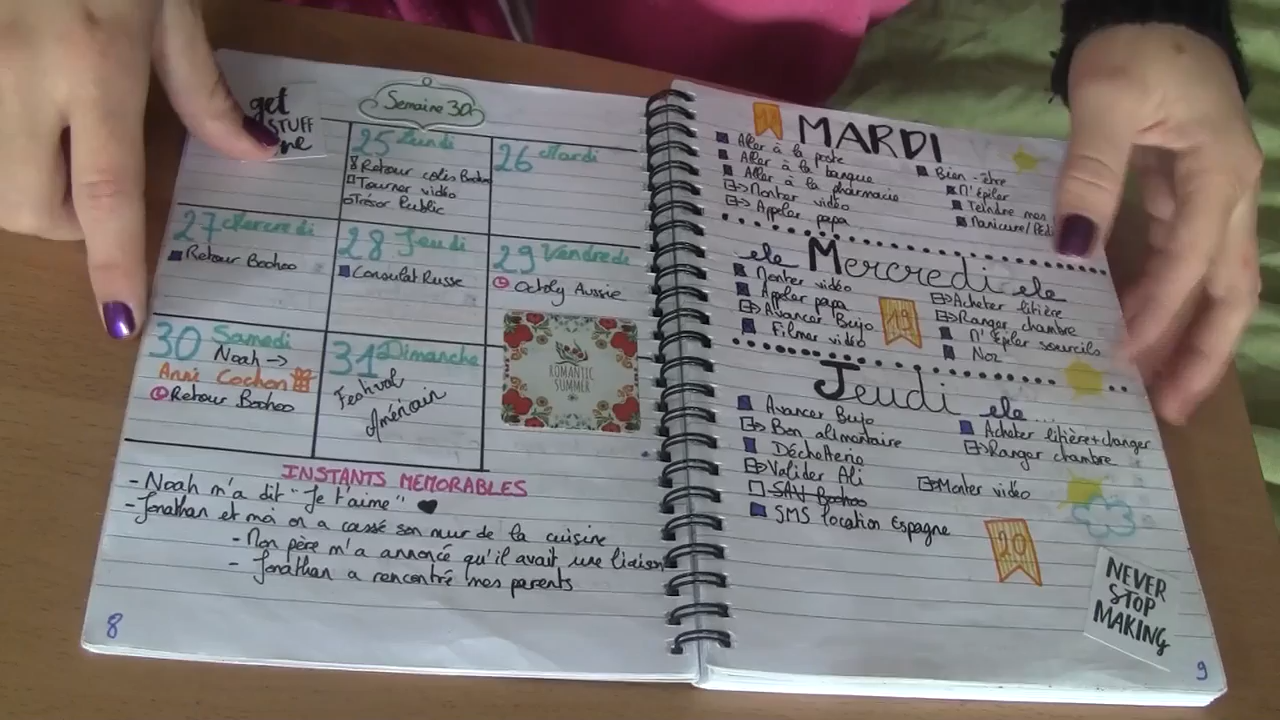 get
STUFF
Semaine 30
25 Lundi
Retour colis Boohoo
Tourner vidéo
Trésor Public
26 Mardi
27 Mercredi
Retour Boohoo
28 Jeudi
Consulat Russe
29 Vendredi
Octoly Aussie
30 Samedi
Noah →
Anni Cochon
Retour Boohoo
31 Dimanche
Festival
Américain
ROMANTIC
SUMMER
INSTANTS MEMORABLES
- Noah m'a dit "Je t'aime" ♥
- Jonathan et moi on a cassé son mur de la cuisine
- Mon père m'a annoncé qu'il avait une liaison
- Jonathan a rencontré mes parents
8
MARDI
Aller à la poste
Aller à la banque
Aller à la pharmacie
Monter vidéo
Appeler papa
Bien-être
M'épiler
Teindre mes
Manucure/Pédi
Mercredi
Monter vidéo
Appeler papa
Avancer Bujo
Filmer vidéo
19
Acheter litière
Ranger chambre
M'épiler sourcils
Noz
Jeudi
Avancer Bujo
Bon alimentaire
Déchetterie
Valider Ali
SAV Boohoo
SMS location Espagne
Acheter litière+changer
Ranger chambre
Monter vidéo
20
NEVER
STOP
MAKING
9